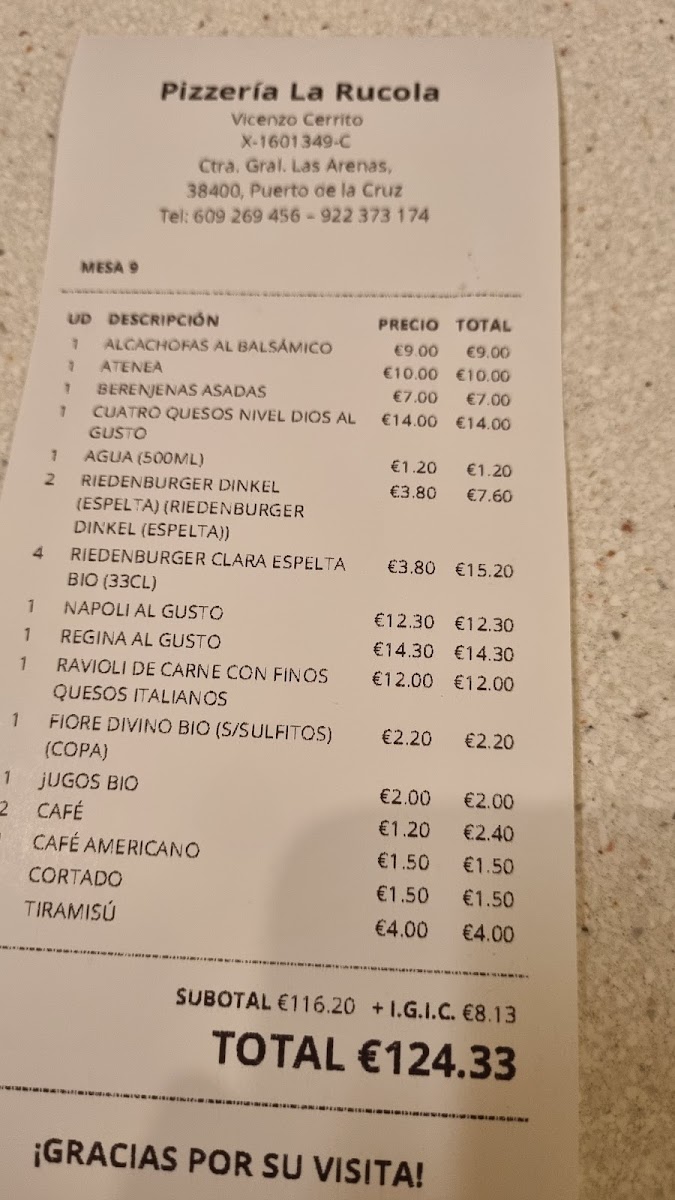 Pizzería La Rucola
Vicenzo Cerrito
X-1601349-C
Ctra. Gral. Las Arenas,
38400, Puerto de la Cruz
Tel: 609 269 456 - 922 373 174
MESA 9
UD DESCRIPCIÓN PRECIO TOTAL
1 ALCACHOFAS AL BALSÁMICO €9.00 €9.00
1 ATENEA €10.00 €10.00
1 BERENJENAS ASADAS €7.00 €7.00
1 CUATRO QUESOS NIVEL DIOS AL €14.00 €14.00
GUSTO
1 AGUA (500ML) €1.20 €1.20
2 RIEDENBURGER DINKEL €3.80 €7.60
(ESPELTA) (RIEDENBURGER
DINKEL (ESPELTA))
4 RIEDENBURGER CLARA ESPELTA €3.80 €15.20
BIO (33CL)
1 NAPOLI AL GUSTO €12.30 €12.30
1 REGINA AL GUSTO €14.30 €14.30
1 RAVIOLI DE CARNE CON FINOS €12.00 €12.00
QUESOS ITALIANOS
1 FIORE DIVINO BIO (S/SULFITOS) €2.20 €2.20
(COPA)
1 jUGOS BIO €2.00 €2.00
2 CAFÉ €1.20 €2.40
CAFÉ AMERICANO €1.50 €1.50
CORTADO €1.50 €1.50
TIRAMISÚ €4.00 €4.00
SUBOTAL €116.20 + I.G.I.C. €8.13
TOTAL €124.33
¡GRACIAS POR SU VISITA!